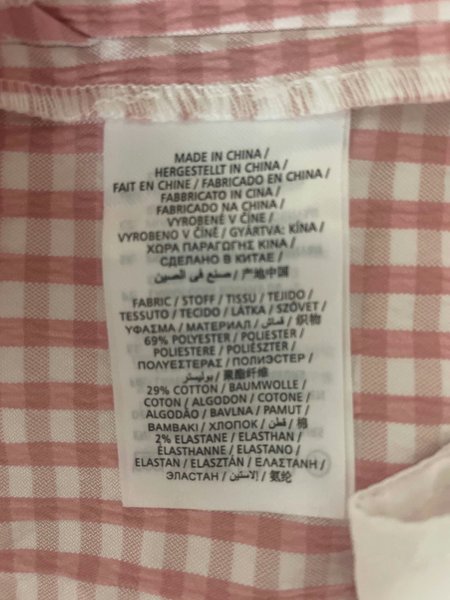 MADE IN CHINA /
HERGESTELLT IN CHINA /
FAIT EN CHINE / FABRICADO EN CHINA /
FABBRICATO IN CINA /
FABRICADO NA CHINA /
VYROBENÉ V ČÍNE /
VYROBENO V ČÍNĚ / GYÁRTVA: KÍNA /
ΧΩΡΑ ΠΑΡΑΓΩΓΗΣ ΚΙΝΑ /
СДЕЛАНО В КИТАЕ /
صنع في الصين / 产地中国
FABRIC / STOFF / TISSU / TEJIDO /
TESSUTO / TECIDO / LÁTKA / SZÖVET /
ΥΦΑΣΜΑ / МАТЕРИАЛ / قماش / 织物
69% POLYESTER / POLIESTER /
POLIESTERE / POLIÉSZTER /
ΠΟΛΥΕΣΤΕΡΑΣ / ПОЛИЭСТЕР /
بوليستر / 聚酯纤维
29% COTTON / BAUMWOLLE /
COTON / ALGODON / COTONE /
ALGODÃO / BAVLNA / PAMUT /
ΒΑΜΒΑΚΙ / ХЛОПОК / قطن / 棉
2% ELASTANE / ELASTHAN /
ÉLASTHANNE / ELASTANO /
ELASTAN / ELASZTÁN / ΕΛΑΣΤΑΝΗ /
ЭЛАСТАН / إلاستين / 氨纶